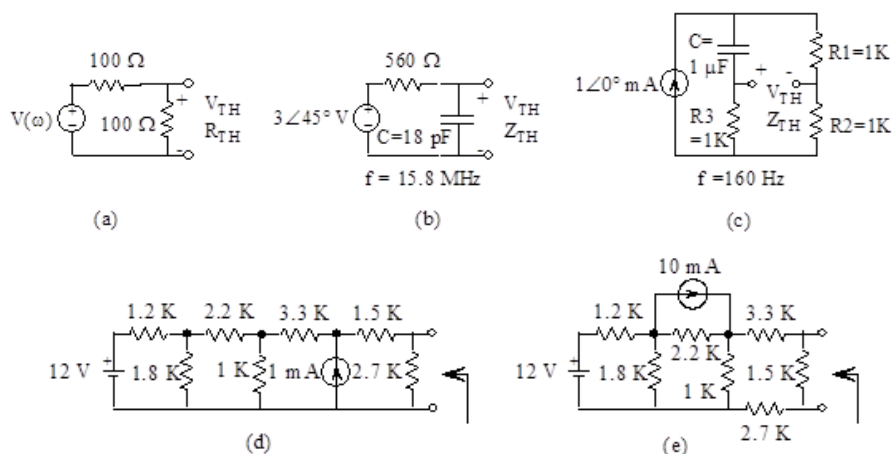 100 Ω
V(ω)
+
-
100 Ω
+
-
V_TH
R_TH
(a)
560 Ω
3∠45° V
+
-
C=18 pF
+
-
V_TH
Z_TH
f = 15.8 MHz
(b)
1∠0° mA
C=
1 μF
+
-
V_TH
Z_TH
R3
=1K
R1=1K
R2=1K
f =160 Hz
(c)
1.2 K
2.2 K
3.3 K
1.5 K
12 V
+
1.8 K
1 K
1 mA
2.7 K
(d)
10 mA
1.2 K
3.3 K
2.2 K
12 V
+
1.8 K
1 K
1.5 K
2.7 K
(e)